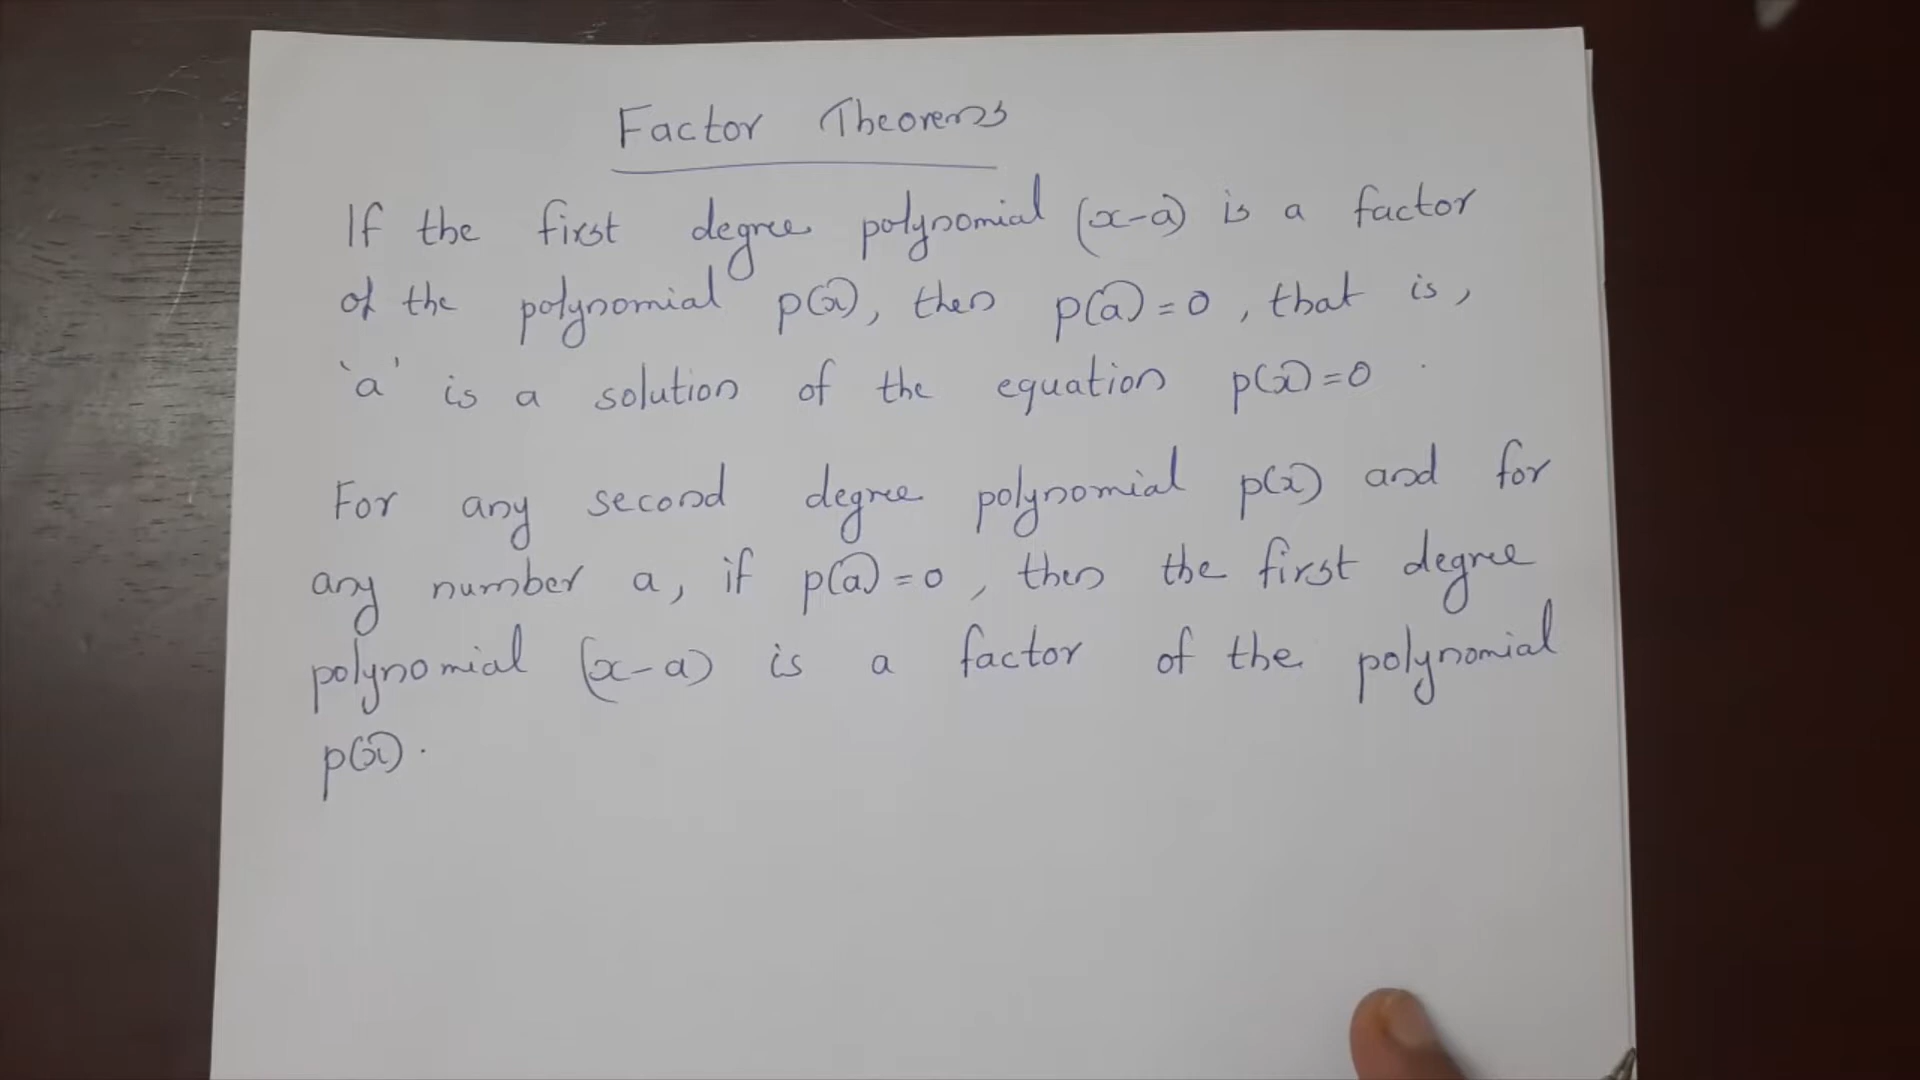 Factor Theorems
If the first degree polynomial (x-a) is a factor
of the polynomial p(x), then p(a)=0, that is,
'a' is a solution of the equation p(x)=0.
For any second degree polynomial p(x) and for
any number a, if p(a)=0, then the first degree
polynomial (x-a) is a factor of the polynomial
p(x).